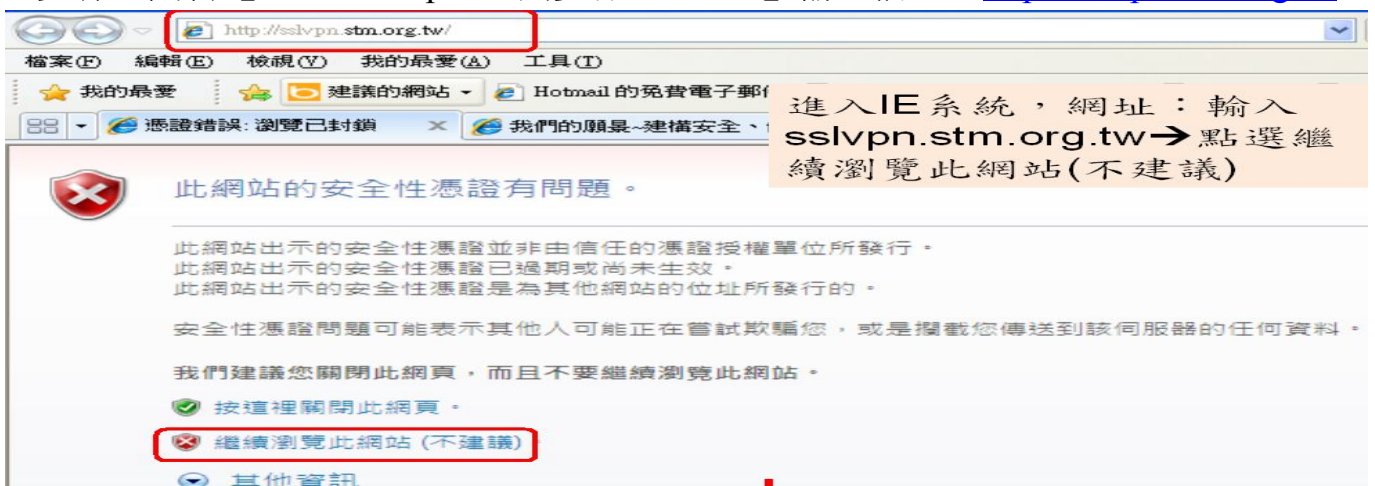 http://sslvpn.stm.org.tw/
檔案(F) 編輯(E) 檢視(V) 我的最愛(A) 工具(T)
我的最愛 建議的網站 Hotmail 的免費電子郵
憑證錯誤: 瀏覽已封鎖 我們的願景~建構安全、
進入IE系統,網址:輸入
sslvpn.stm.org.tw→點選繼
續瀏覽此網站(不建議)
此網站的安全性憑證有問題。
此網站出示的安全性憑證並非由信任的憑證授權單位所發行。
此網站出示的安全性憑證已過期或尚未生效。
此網站出示的安全性憑證是為其他網站的位址所發行的。
安全性憑證問題可能表示其他人可能正在嘗試欺騙您,或是攔截您傳送到該伺服器的任何資料。
我們建議您關閉此網頁,而且不要繼續瀏覽此網站。
按這裡關閉此網頁。
繼續瀏覽此網站 (不建議)。
其他資訊